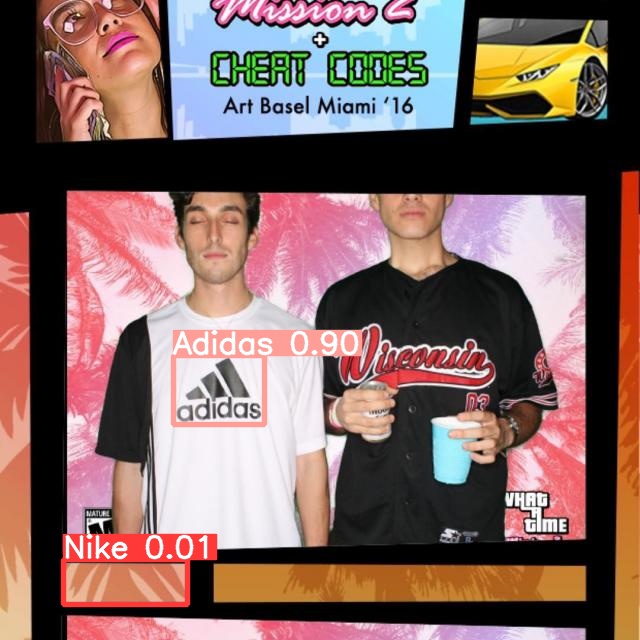 Mission 2
+
CHEAT CODES
Art Basel Miami '16
Adidas 0.90
adidas
Wisconsin
03
MATURE
M
WHAT
A
TIME
Nike 0.01